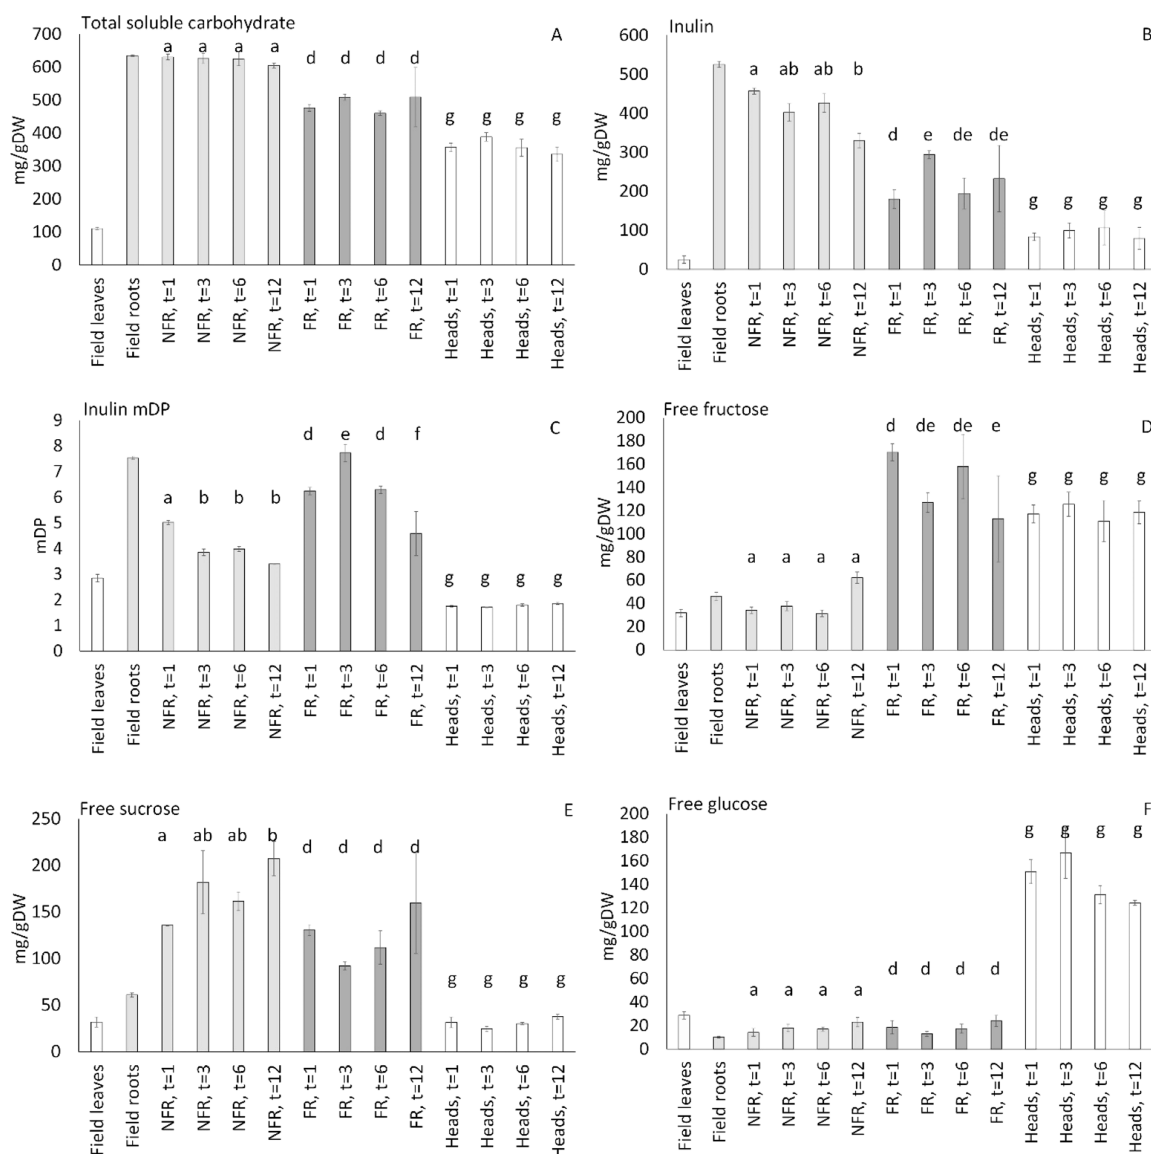 Total soluble carbohydrate
A
700
600
500
400
300
200
100
0
mg/gDW
a a a a d d d d g g g g
Field leaves
Field roots
NFR, t=1
NFR, t=3
NFR, t=6
NFR, t=12
FR, t=1
FR, t=3
FR, t=6
FR, t=12
Heads, t=1
Heads, t=3
Heads, t=6
Heads, t=12
Inulin
B
600
500
400
300
200
100
0
mg/gDW
a ab ab b d e de de g g g g
Field leaves
Field roots
NFR, t=1
NFR, t=3
NFR, t=6
NFR, t=12
FR, t=1
FR, t=3
FR, t=6
FR, t=12
Heads, t=1
Heads, t=3
Heads, t=6
Heads, t=12
Inulin mDP
C
9
8
7
6
5
4
3
2
1
0
mDP
a b b b d e d f g g g g
Field leaves
Field roots
NFR, t=1
NFR, t=3
NFR, t=6
NFR, t=12
FR, t=1
FR, t=3
FR, t=6
FR, t=12
Heads, t=1
Heads, t=3
Heads, t=6
Heads, t=12
Free fructose
D
200
180
160
140
120
100
80
60
40
20
0
mg/gDW
a a a a d de de e g g g g
Field leaves
Field roots
NFR, t=1
NFR, t=3
NFR, t=6
NFR, t=12
FR, t=1
FR, t=3
FR, t=6
FR, t=12
Heads, t=1
Heads, t=3
Heads, t=6
Heads, t=12
Free sucrose
E
250
200
150
100
50
0
mg/gDW
a ab ab b d d d d g g g g
Field leaves
Field roots
NFR, t=1
NFR, t=3
NFR, t=6
NFR, t=12
FR, t=1
FR, t=3
FR, t=6
FR, t=12
Heads, t=1
Heads, t=3
Heads, t=6
Heads, t=12
Free glucose
F
200
180
160
140
120
100
80
60
40
20
0
mg/gDW
a a a a d d d d g g g g
Field leaves
Field roots
NFR, t=1
NFR, t=3
NFR, t=6
NFR, t=12
FR, t=1
FR, t=3
FR, t=6
FR, t=12
Heads, t=1
Heads, t=3
Heads, t=6
Heads, t=12